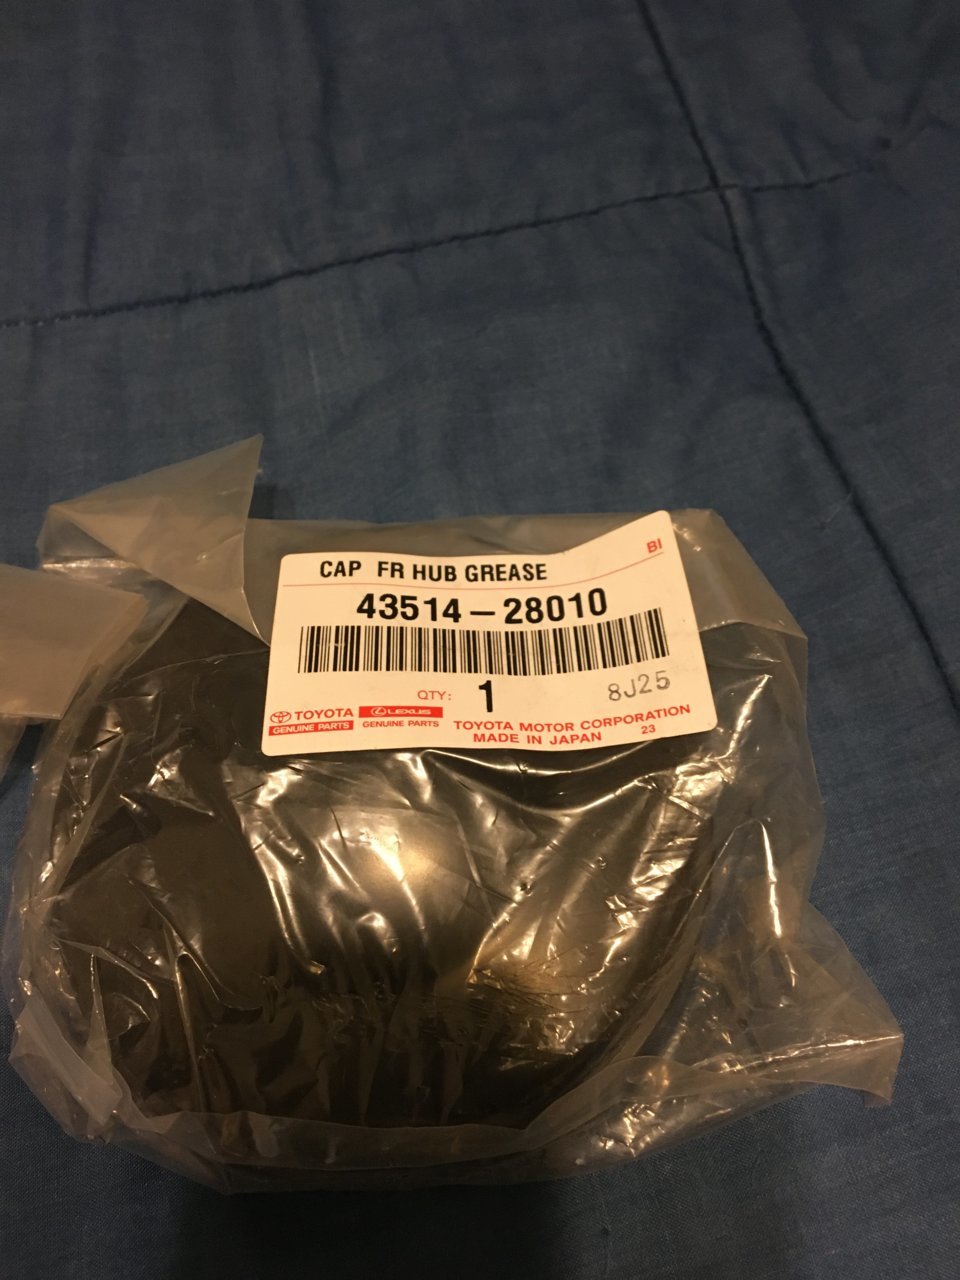 BI
CAP FR HUB GREASE
43514-28010
QTY: 1 8J25
TOYOTA LEXUS
GENUINE PARTS GENUINE PARTS
TOYOTA MOTOR CORPORATION
MADE IN JAPAN 23